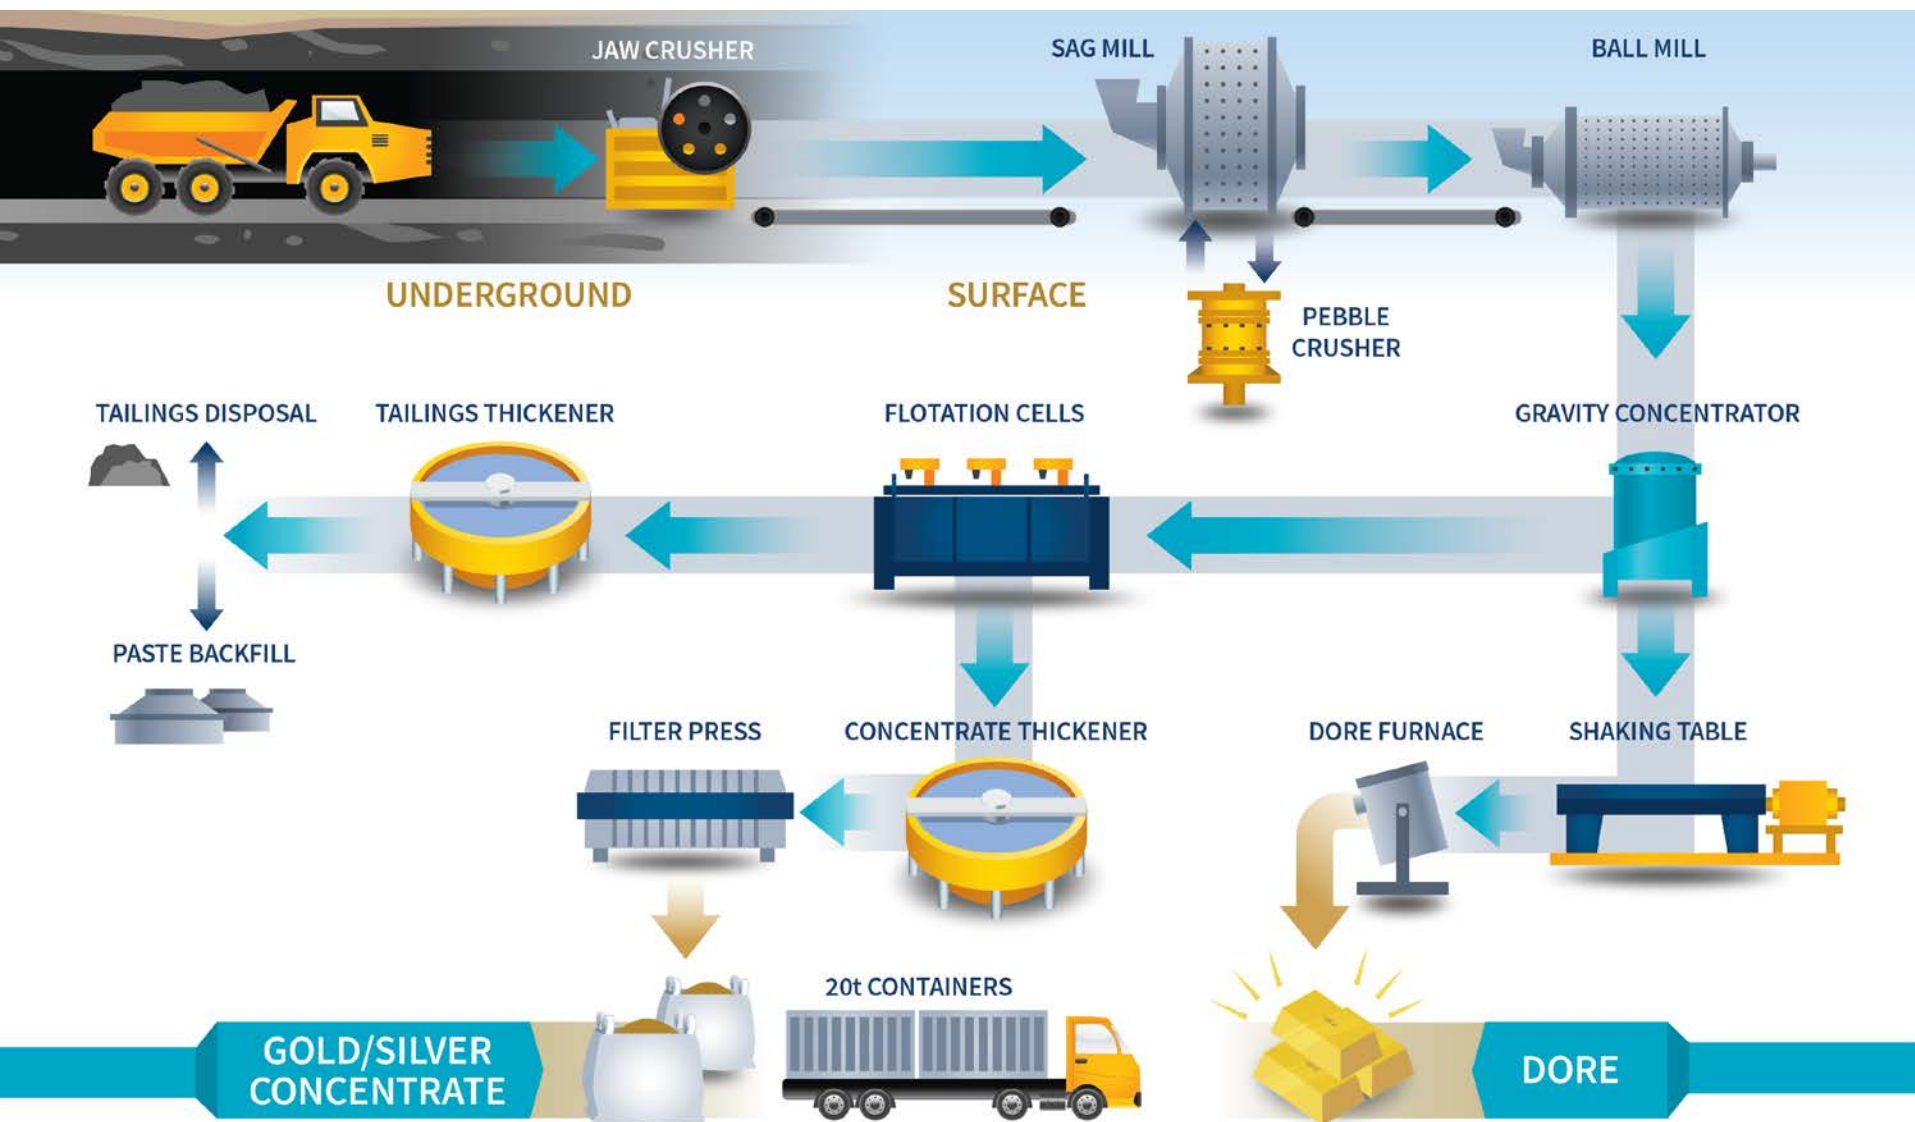 JAW CRUSHER
SAG MILL
BALL MILL
UNDERGROUND
SURFACE
PEBBLE
CRUSHER
TAILINGS DISPOSAL
TAILINGS THICKENER
FLOTATION CELLS
GRAVITY CONCENTRATOR
PASTE BACKFILL
FILTER PRESS
CONCENTRATE THICKENER
DORE FURNACE
SHAKING TABLE
20t CONTAINERS
GOLD/SILVER
CONCENTRATE
DORE